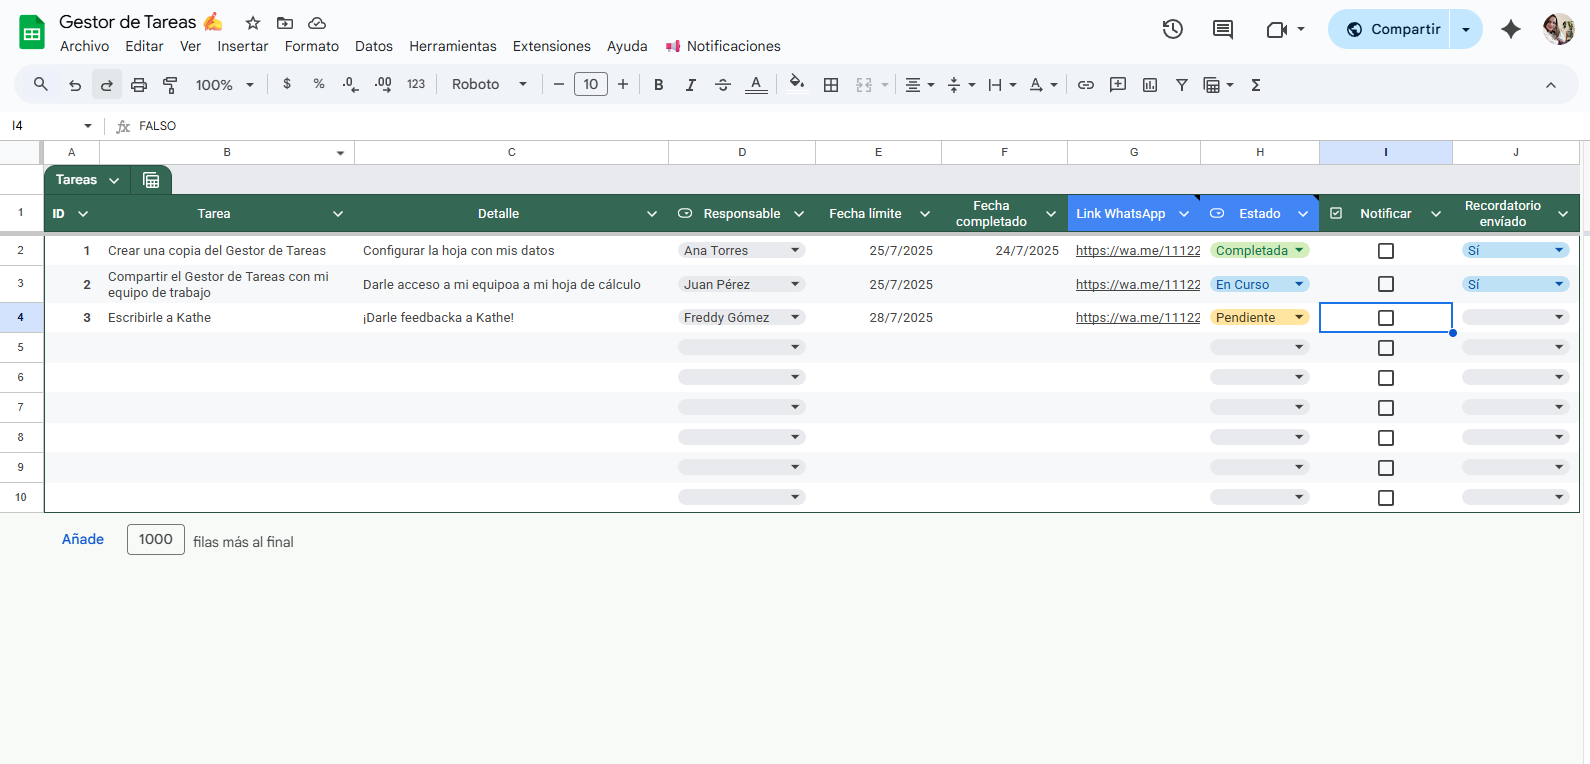 Gestor de Tareas ✍
Archivo Editar Ver Insertar Formato Datos Herramientas Extensiones Ayuda Notificaciones
Compartir
100% $ % .0 .00 123 Roboto 10 B I A
I4 FALSO
A B C D E F G H I J
Tareas
1 ID Tarea Detalle Responsable Fecha límite Fecha completado Link WhatsApp Estado Notificar Recordatorio envíado
2 1 Crear una copia del Gestor de Tareas Configurar la hoja con mis datos Ana Torres 25/7/2025 24/7/2025 https://wa.me/11122 Completada Sí
3 2 Compartir el Gestor de Tareas con mi equipo de trabajo Darle acceso a mi equipoa a mi hoja de cálculo Juan Pérez 25/7/2025 https://wa.me/11122 En Curso Sí
4 3 Escribirle a Kathe ¡Darle feedbacka a Kathe! Freddy Gómez 28/7/2025 https://wa.me/11122 Pendiente
5
6
7
8
9
10
Añade 1000 filas más al final